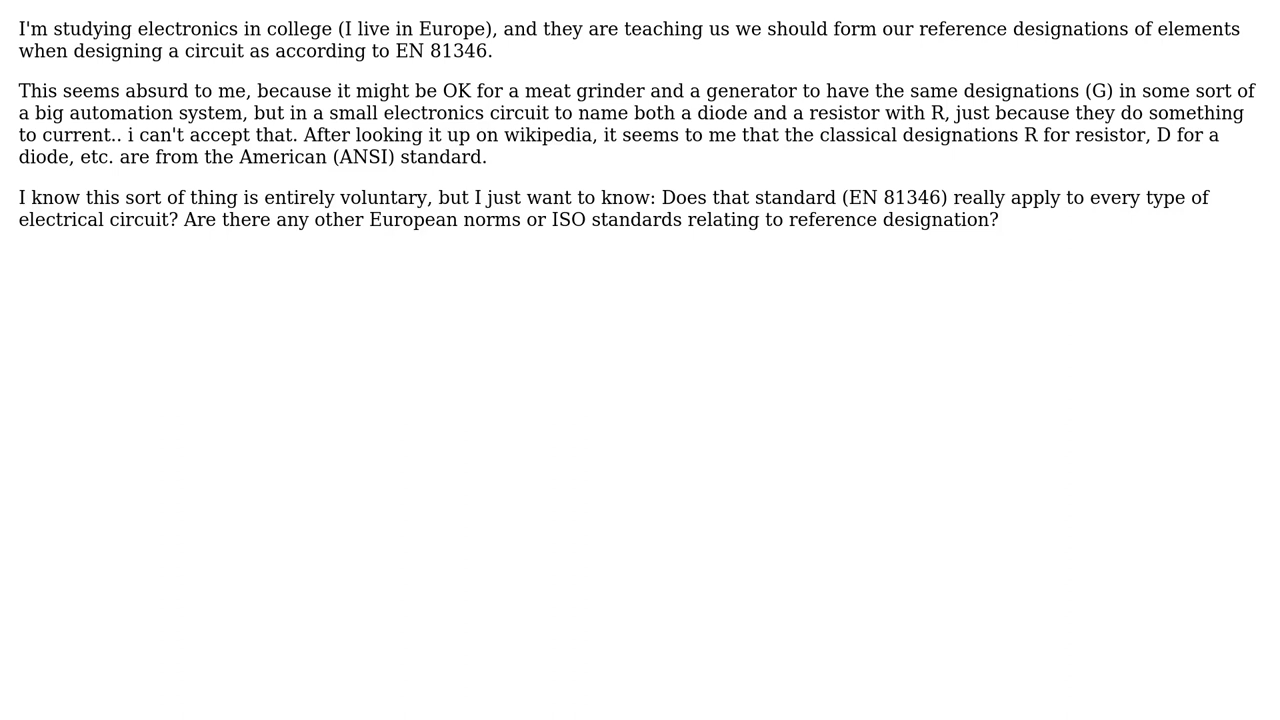 I'm studying electronics in college (I live in Europe), and they are teaching us we should form our reference designations of elements
when designing a circuit as according to EN 81346.
This seems absurd to me, because it might be OK for a meat grinder and a generator to have the same designations (G) in some sort of
a big automation system, but in a small electronics circuit to name both a diode and a resistor with R, just because they do something
to current.. i can't accept that. After looking it up on wikipedia, it seems to me that the classical designations R for resistor, D for a
diode, etc. are from the American (ANSI) standard.
I know this sort of thing is entirely voluntary, but I just want to know: Does that standard (EN 81346) really apply to every type of
electrical circuit? Are there any other European norms or ISO standards relating to reference designation?